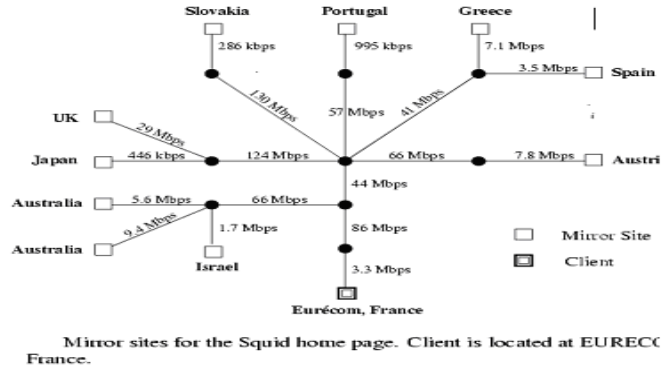 Slovakia Portugal Greece
286 kbps 995 kbps 7.1 Mbps
3.5 Mbps Spain
130 Mbps 57 Mbps 41 Mbps
UK
29 Mbps
Japan 446 kbps 124 Mbps 66 Mbps 7.8 Mbps Austri
44 Mbps
Australia 5.6 Mbps 66 Mbps
9.4 Mbps 1.7 Mbps 86 Mbps
Mirror Site
Australia
Israel
Client
3.3 Mbps
Eurécom, France
Mirror sites for the Squid home page. Client is located at EUREC
France.